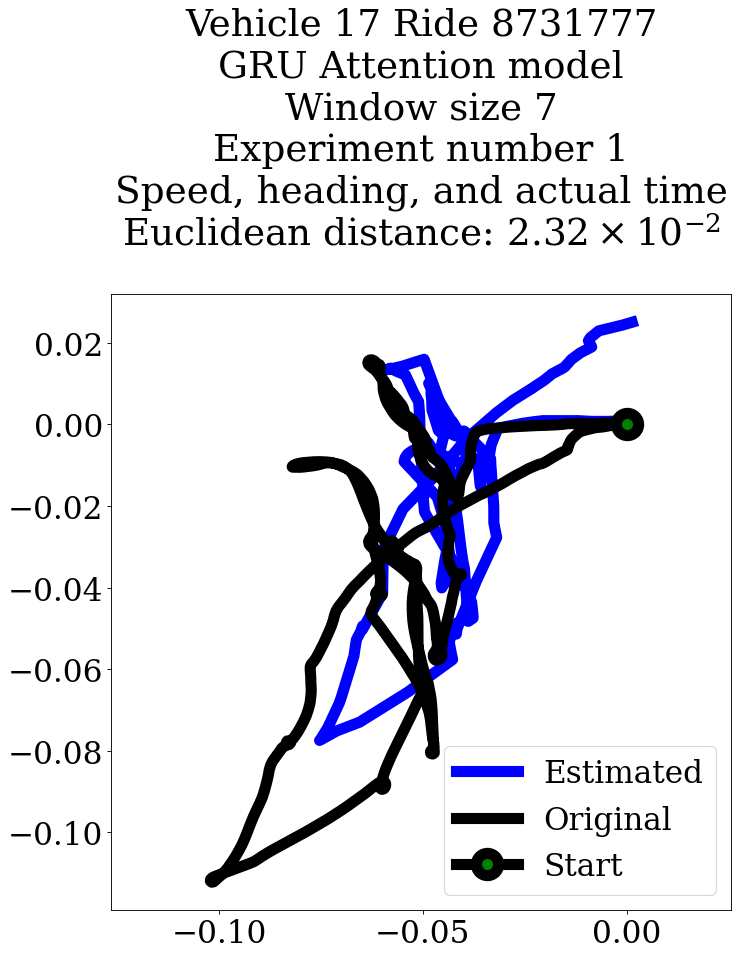 Vehicle 17 Ride 8731777
GRU Attention model
Window size 7
Experiment number 1
Speed, heading, and actual time
Euclidean distance: 2.32 × 10⁻²
0.02
0.00
−0.02
−0.04
−0.06
−0.08
−0.10
Estimated
Original
Start
−0.10
−0.05
0.00